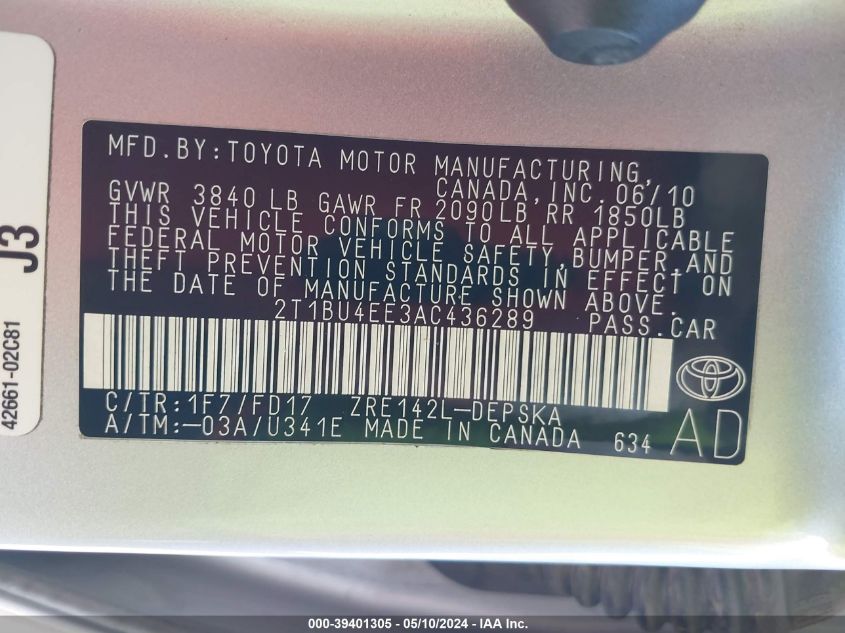 MFD.BY:TOYOTA MOTOR MANUFACTURING,
CANADA,INC. 06/10
GVWR 3840 LB GAWR FR 2090LB RR 1850LB
THIS VEHICLE CONFORMS TO ALL APPLICABLE
FEDERAL MOTOR VEHICLE SAFETY,BUMPER,AND
THEFT PREVENTION STANDARDS IN EFFECT ON
THE DATE OF MANUFACTURE SHOWN ABOVE.
2T1BU4EE3AC436289 PASS.CAR
C/TR:1F7/FD17 ZRE142L-DEPSKA
A/TM:-03A/U341E MADE IN CANADA 634 AD
J3
42661-02C81
000-39401305 - 05/10/2024 - IAA Inc.